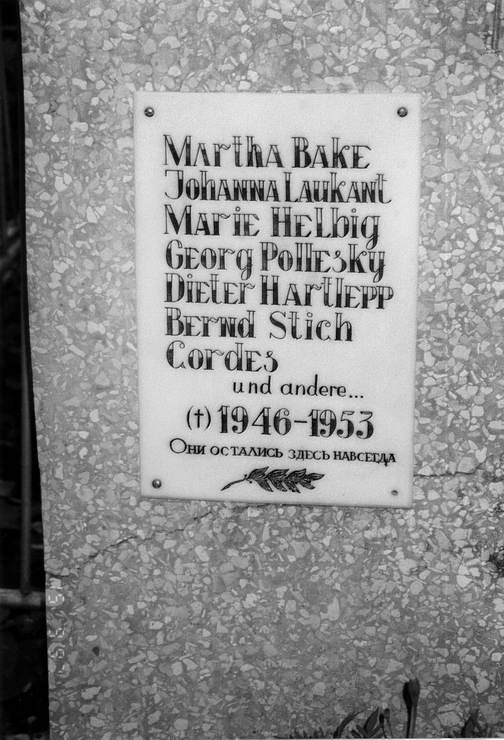 Martha Bake
Johanna Laukant
Marie Helbig
Georg Pollesky
Dieter Hartlepp
Bernd Stich
Cordes
und andere...
(†) 1946-1953
Они остались здесь навсегда